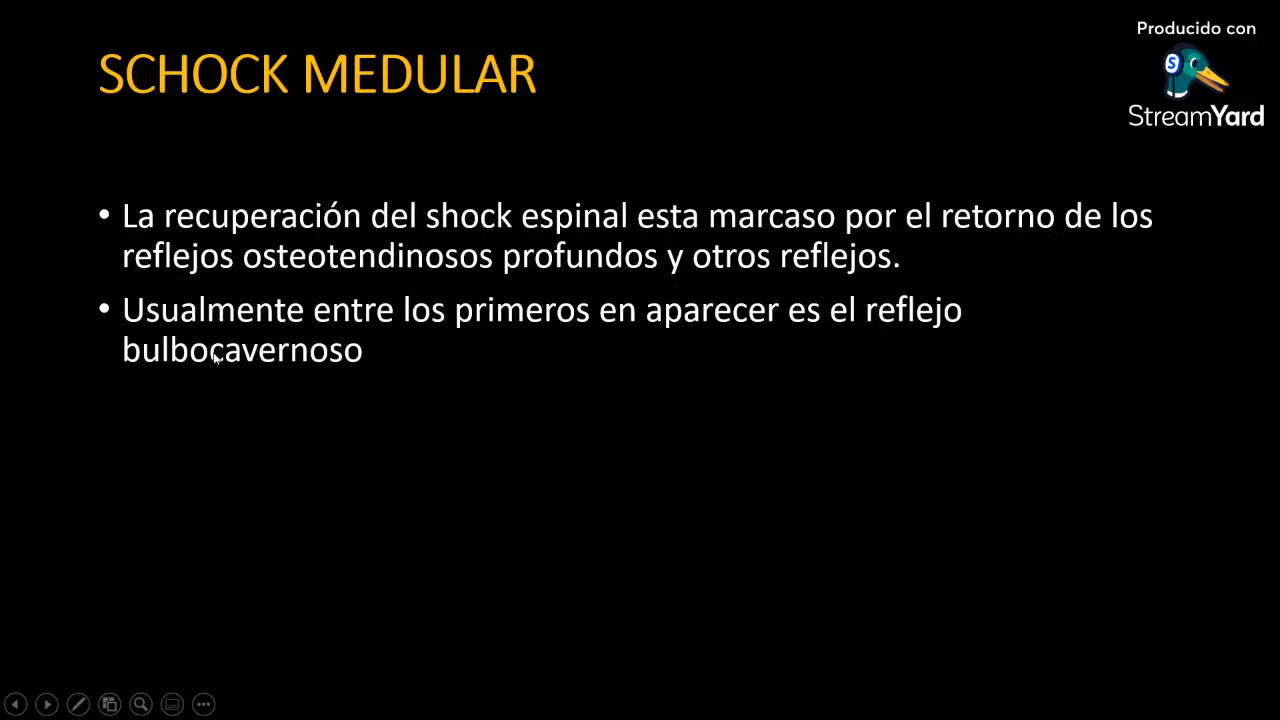 Producido con
StreamYard
SCHOCK MEDULAR
• La recuperación del shock espinal esta marcaso por el retorno de los
reflejos osteotendinosos profundos y otros reflejos.
• Usualmente entre los primeros en aparecer es el reflejo
bulbocavernoso